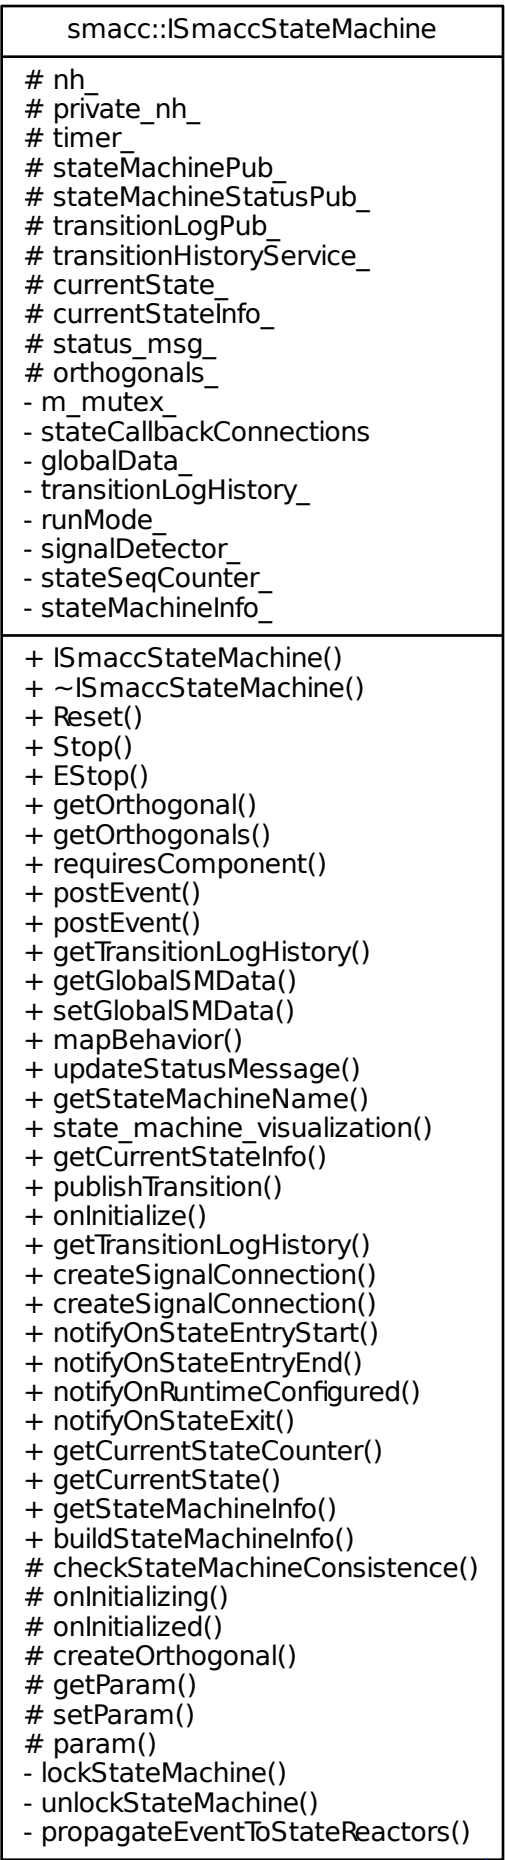 smacc::ISmaccStateMachine
# nh_
# private_nh_
# timer_
# stateMachinePub_
# stateMachineStatusPub_
# transitionLogPub_
# transitionHistoryService_
# currentState_
# currentStateInfo_
# status_msg_
# orthogonals_
- m_mutex_
- stateCallbackConnections
- globalData_
- transitionLogHistory_
- runMode_
- signalDetector_
- stateSeqCounter_
- stateMachineInfo_
+ ISmaccStateMachine()
+ ~ISmaccStateMachine()
+ Reset()
+ Stop()
+ EStop()
+ getOrthogonal()
+ getOrthogonals()
+ requiresComponent()
+ postEvent()
+ postEvent()
+ getTransitionLogHistory()
+ getGlobalSMData()
+ setGlobalSMData()
+ mapBehavior()
+ updateStatusMessage()
+ getStateMachineName()
+ state_machine_visualization()
+ getCurrentStateInfo()
+ publishTransition()
+ onInitialize()
+ getTransitionLogHistory()
+ createSignalConnection()
+ createSignalConnection()
+ notifyOnStateEntryStart()
+ notifyOnStateEntryEnd()
+ notifyOnRuntimeConfigured()
+ notifyOnStateExit()
+ getCurrentStateCounter()
+ getCurrentState()
+ getStateMachineInfo()
+ buildStateMachineInfo()
# checkStateMachineConsistence()
# onInitializing()
# onInitialized()
# createOrthogonal()
# getParam()
# setParam()
# param()
- lockStateMachine()
- unlockStateMachine()
- propagateEventToStateReactors()